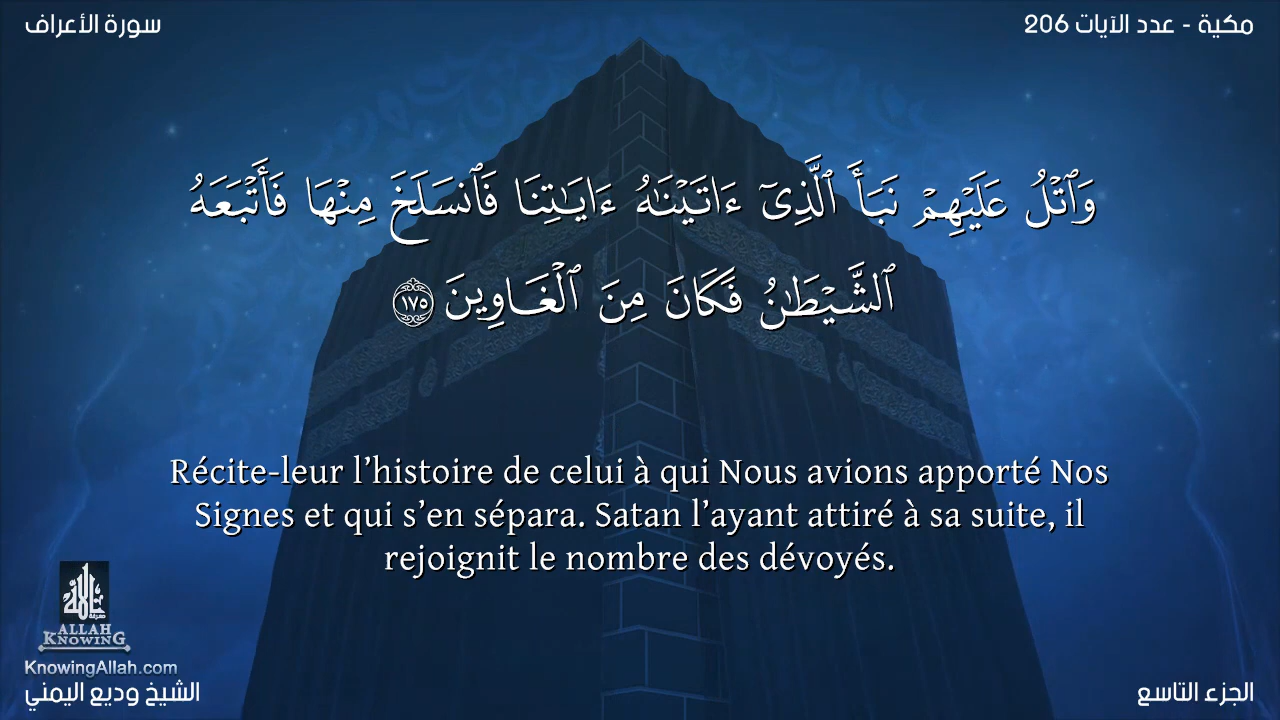 سورة الأعراف
مكية - عدد الآيات 206
وَٱتْلُ عَلَيْهِمْ نَبَأَ ٱلَّذِىٓ ءَاتَيْنَـٰهُ ءَايَـٰتِنَا فَٱنسَلَخَ مِنْهَا فَأَتْبَعَهُ
ٱلشَّيْطَـٰنُ فَكَانَ مِنَ ٱلْغَاوِينَ ١٧٥
Récite-leur l’histoire de celui à qui Nous avions apporté Nos
Signes et qui s’en sépara. Satan l’ayant attiré à sa suite, il
rejoignit le nombre des dévoyés.
ALLAH
KNOWING
KnowingAllah.com
الشيخ وديع اليمني
الجزء التاسع